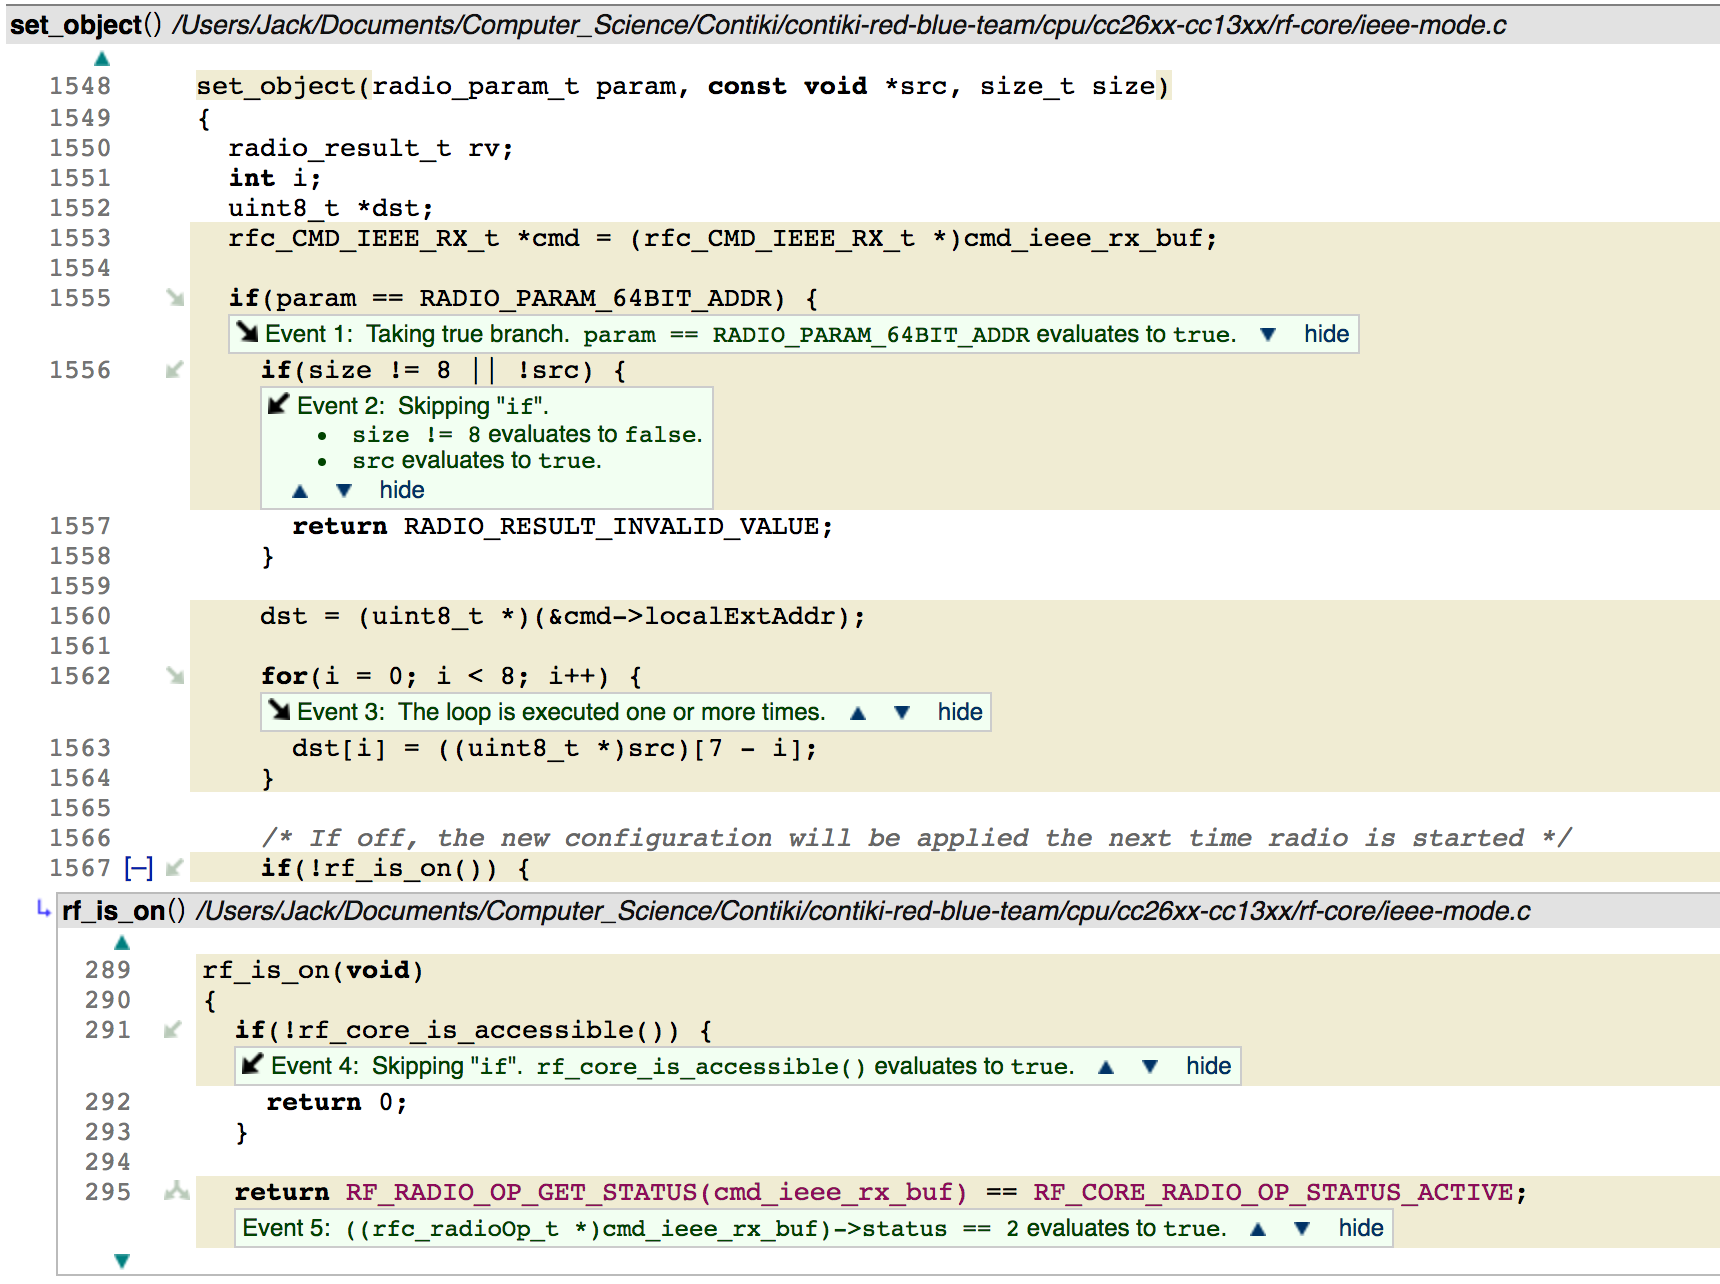 set_object() /Users/Jack/Documents/Computer_Science/Contiki/contiki-red-blue-team/cpu/cc26xx-cc13xx/rf-core/ieee-mode.c
1548 set_object(radio_param_t param, const void *src, size_t size)
1549 {
1550 radio_result_t rv;
1551 int i;
1552 uint8_t *dst;
1553 rfc_CMD_IEEE_RX_t *cmd = (rfc_CMD_IEEE_RX_t *)cmd_ieee_rx_buf;
1554
1555 if(param == RADIO_PARAM_64BIT_ADDR) {
Event 1: Taking true branch. param == RADIO_PARAM_64BIT_ADDR evaluates to true. ▼ hide
1556 if(size != 8 || !src) {
Event 2: Skipping "if".
• size != 8 evaluates to false.
• src evaluates to true.
▲ ▼ hide
1557 return RADIO_RESULT_INVALID_VALUE;
1558 }
1559
1560 dst = (uint8_t *)(&cmd->localExtAddr);
1561
1562 for(i = 0; i < 8; i++) {
Event 3: The loop is executed one or more times. ▲ ▼ hide
1563 dst[i] = ((uint8_t *)src)[7 - i];
1564 }
1565
1566 /* If off, the new configuration will be applied the next time radio is started */
1567 [−] if(!rf_is_on()) {
rf_is_on() /Users/Jack/Documents/Computer_Science/Contiki/contiki-red-blue-team/cpu/cc26xx-cc13xx/rf-core/ieee-mode.c
289 rf_is_on(void)
290 {
291 if(!rf_core_is_accessible()) {
Event 4: Skipping "if". rf_core_is_accessible() evaluates to true. ▲ ▼ hide
292 return 0;
293 }
294
295 return RF_RADIO_OP_GET_STATUS(cmd_ieee_rx_buf) == RF_CORE_RADIO_OP_STATUS_ACTIVE;
Event 5: ((rfc_radioOp_t *)cmd_ieee_rx_buf)->status == 2 evaluates to true. ▲ ▼ hide